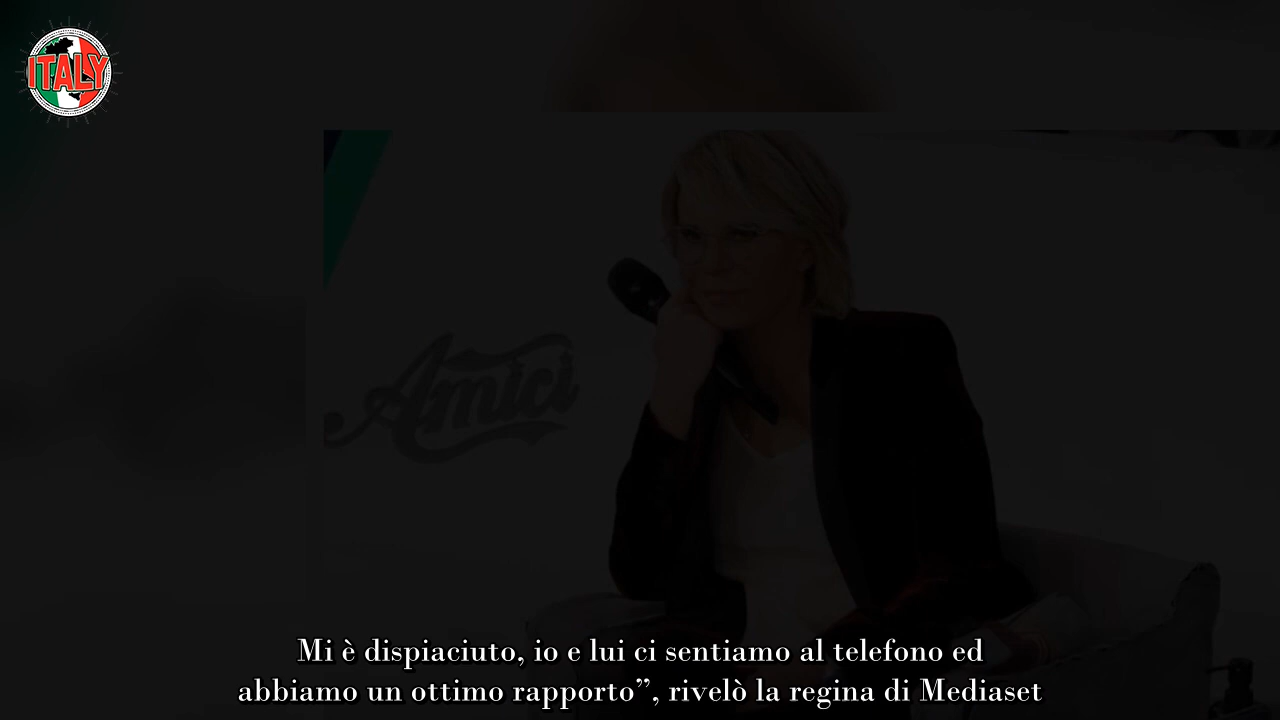 ITALY
Amici
Mi è dispiaciuto, io e lui ci sentiamo al telefono ed
abbiamo un ottimo rapporto”, rivelò la regina di Mediaset